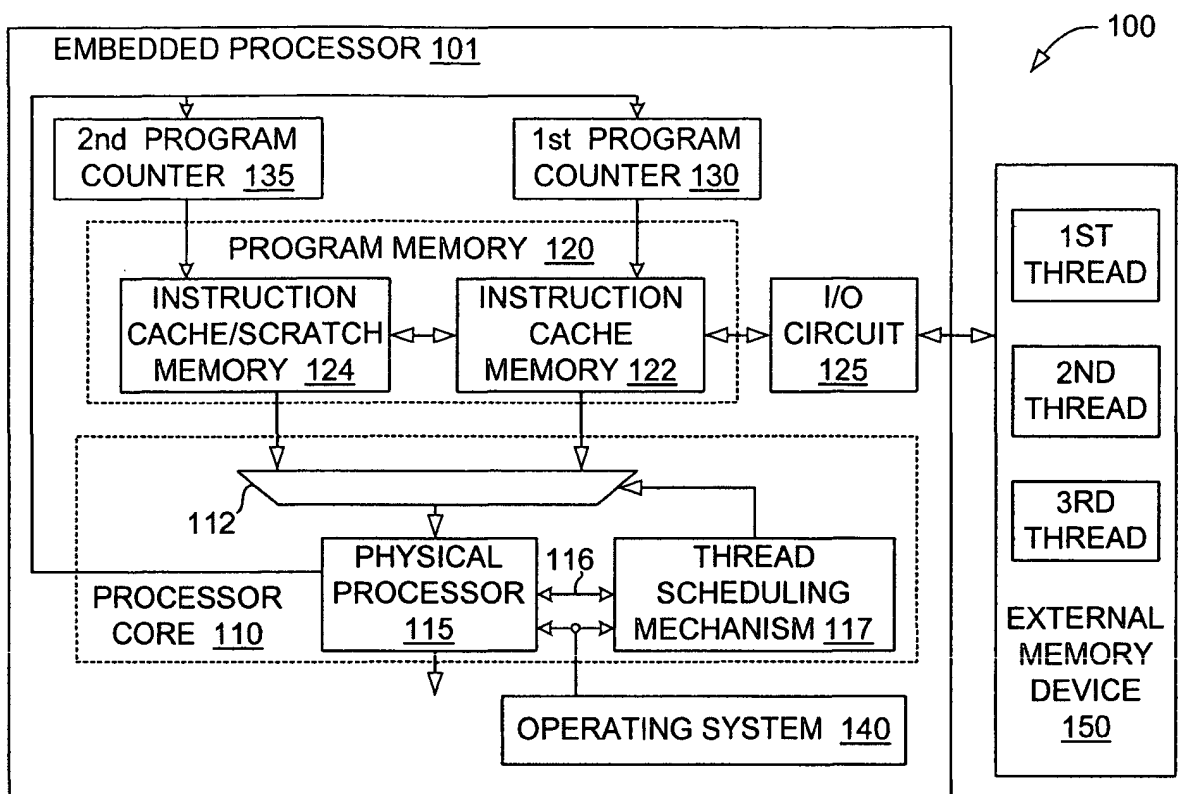 100
EMBEDDED PROCESSOR 101
2nd PROGRAM
COUNTER 135
1st PROGRAM
COUNTER 130
PROGRAM MEMORY 120
INSTRUCTION
CACHE/SCRATCH
MEMORY 124
INSTRUCTION
CACHE
MEMORY 122
I/O
CIRCUIT
125
1ST
THREAD
2ND
THREAD
3RD
THREAD
EXTERNAL
MEMORY
DEVICE
150
112
PHYSICAL
PROCESSOR
115
116
THREAD
SCHEDULING
MECHANISM 117
PROCESSOR
CORE 110
OPERATING SYSTEM 140